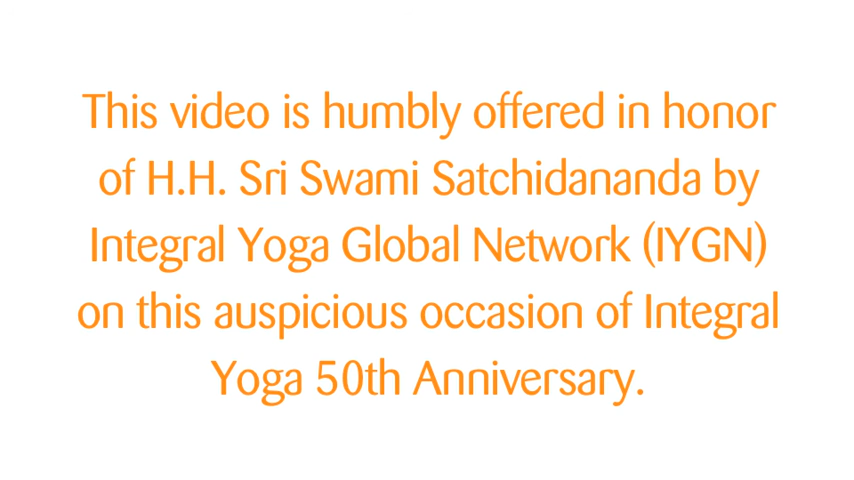 This video is humbly offered in honor
of H.H. Sri Swami Satchidananda by
Integral Yoga Global Network (IYGN)
on this auspicious occasion of Integral
Yoga 50th Anniversary.